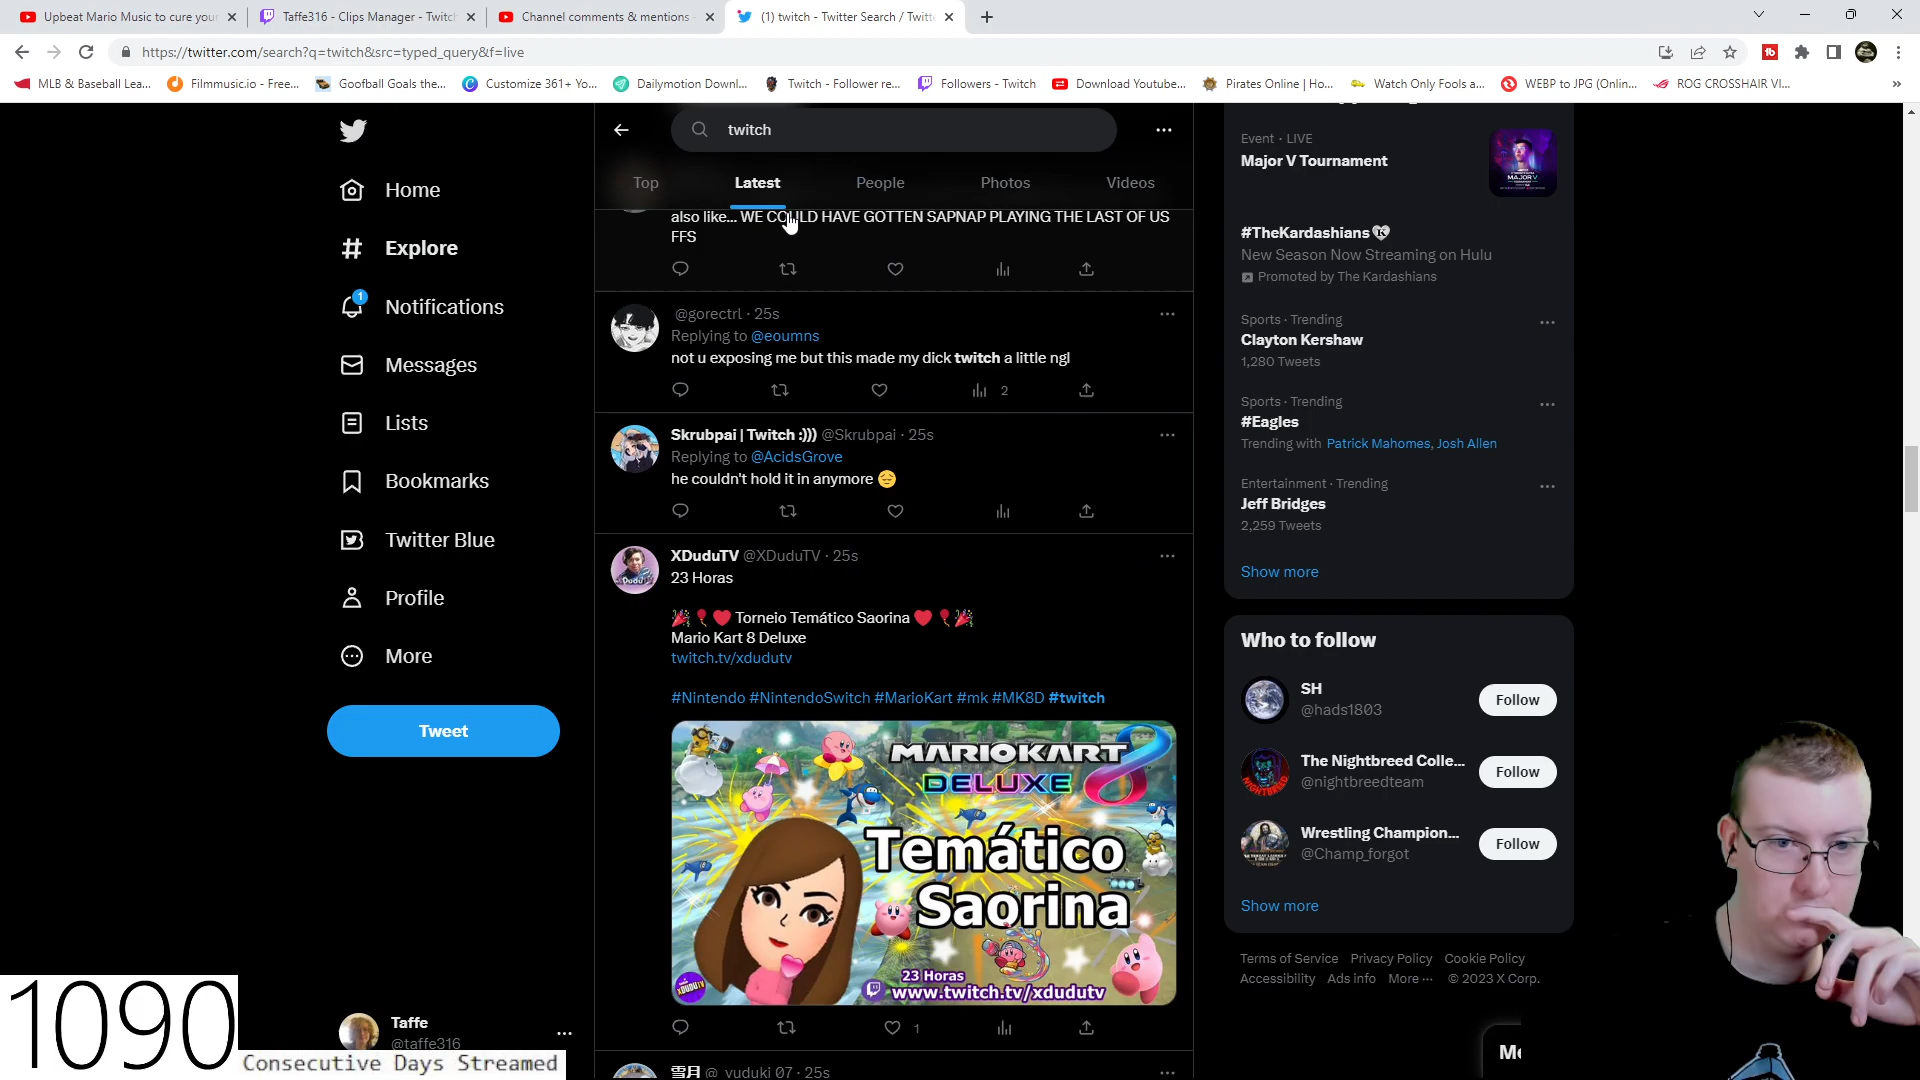 Upbeat Mario Music to cure your
Taffe316 - Clips Manager - Twitch
Channel comments & mentions -
(1) twitch - Twitter Search / Twitte
https://twitter.com/search?q=twitch&src=typed_query&f=live
MLB & Baseball Lea...
Filmmusic.io - Free...
Goofball Goals the...
Customize 361+ Yo...
Dailymotion Downl...
Twitch - Follower re...
Followers - Twitch
Download Youtube...
Pirates Online | Ho...
Watch Only Fools a...
WEBP to JPG (Onlin...
ROG CROSSHAIR VI...
»
Home
Explore
1
Notifications
Messages
Lists
Bookmarks
Twitter Blue
Profile
More
Tweet
Taffe
@taffe316
1090
Consecutive Days Streamed
twitch
Top
Latest
People
Photos
Videos
also like... WE COULD HAVE GOTTEN SAPNAP PLAYING THE LAST OF US
FFS
@gorectrl · 25s
Replying to @eoumns
not u exposing me but this made my dick twitch a little ngl
2
Skrubpai | Twitch :))) @Skrubpai · 25s
Replying to @AcidsGrove
he couldn't hold it in anymore 😔
XDuduTV @XDuduTV · 25s
23 Horas
🎉🎈❤️ Torneio Temático Saorina ❤️🎈🎉
Mario Kart 8 Deluxe
twitch.tv/xdudutv
#Nintendo #NintendoSwitch #MarioKart #mk #MK8D #twitch
MARIOKART 8
DELUXE
Temático
Saorina
23 Horas
www.twitch.tv/xdudutv
XDUDUTV
1
雪月 @_yuduki_07 · 25s
Event · LIVE
Major V Tournament
MAJOR V
#TheKardashians
New Season Now Streaming on Hulu
Promoted by The Kardashians
Sports · Trending
Clayton Kershaw
1,280 Tweets
Sports · Trending
#Eagles
Trending with Patrick Mahomes, Josh Allen
Entertainment · Trending
Jeff Bridges
2,259 Tweets
Show more
Who to follow
SH
@hads1803
Follow
The Nightbreed Colle...
@nightbreedteam
Follow
Wrestling Champion...
@Champ_forgot
Follow
Show more
Terms of Service Privacy Policy Cookie Policy
Accessibility Ads info More ··· © 2023 X Corp.